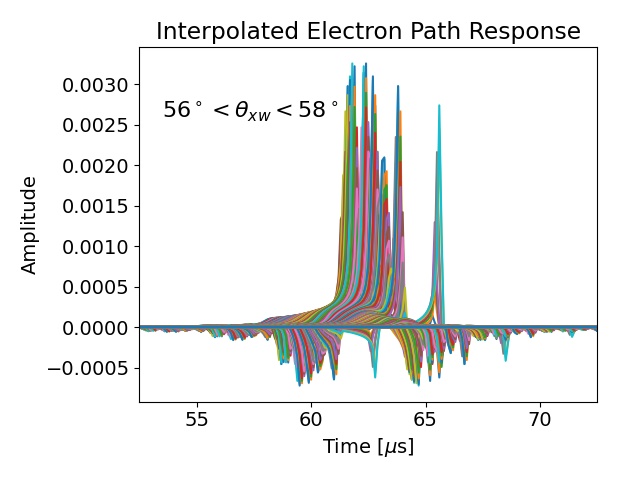 Interpolated Electron Path Response
56° < θxw < 58°
Amplitude
0.0030
0.0025
0.0020
0.0015
0.0010
0.0005
0.0000
−0.0005
55 60 65 70
Time [μs]